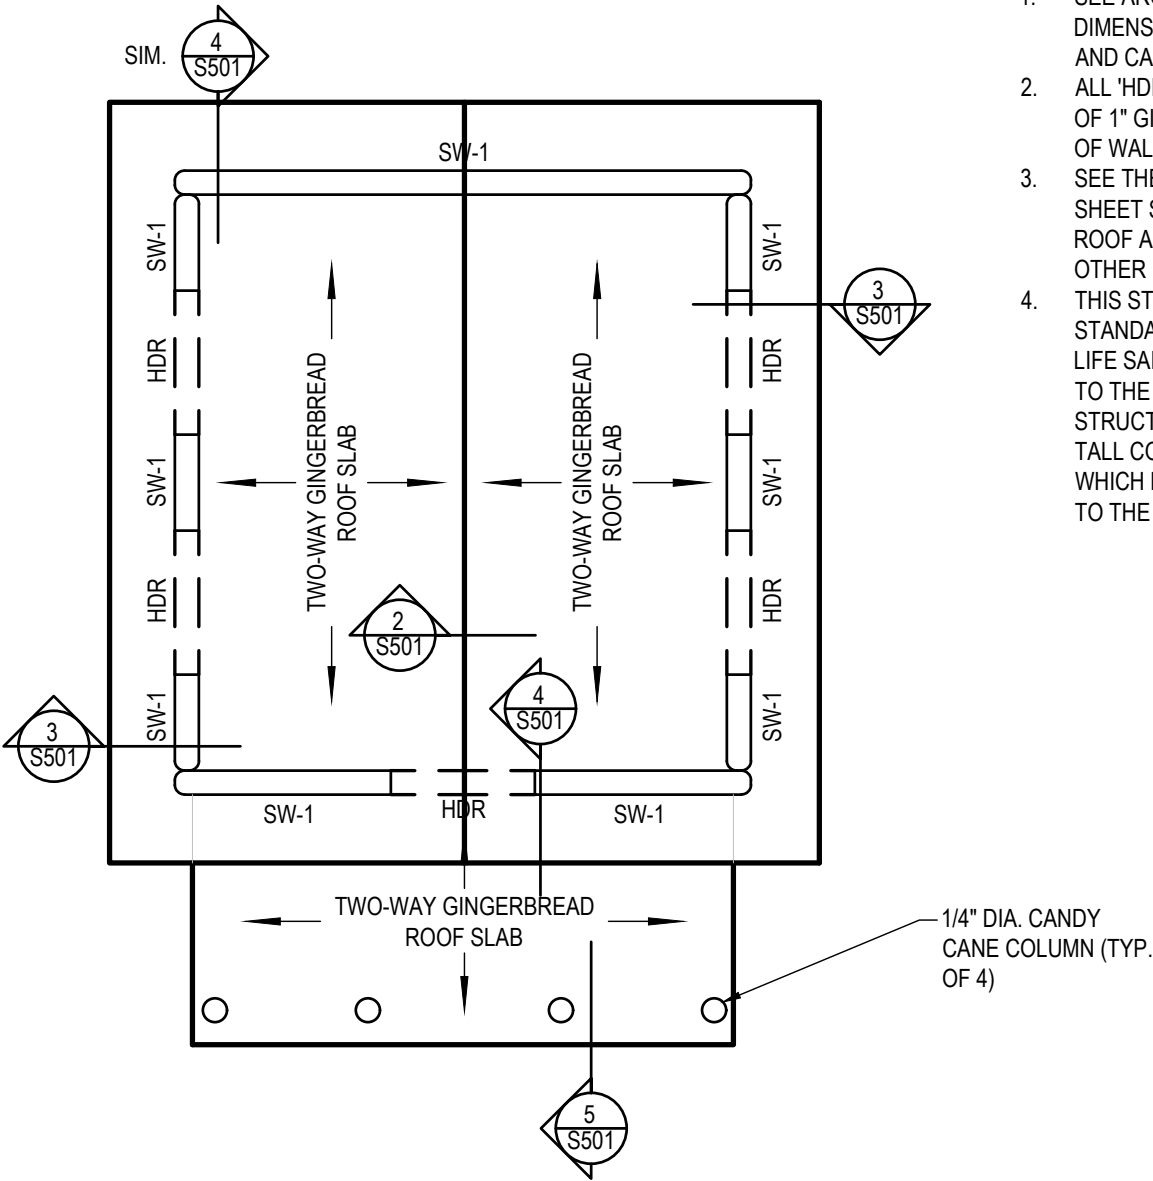 SIM.
4
S501
SW-1
SW-1
SW-1
3
S501
HDR
HDR
TWO-WAY GINGERBREAD
ROOF SLAB
TWO-WAY GINGERBREAD
ROOF SLAB
SW-1
SW-1
HDR
HDR
2
S501
SW-1
SW-1
4
S501
3
S501
SW-1
HDR
SW-1
TWO-WAY GINGERBREAD
ROOF SLAB
1/4" DIA. CANDY
CANE COLUMN (TYP.
OF 4)
5
S501
1. SEE
DIMENS
AND CA
2. ALL 'HD
OF 1" G
OF WAL
3. SEE THE
SHEET S
ROOF A
OTHER
4. THIS ST
STANDA
LIFE SA
TO THE
STRUCT
TALL CO
WHICH
TO THE